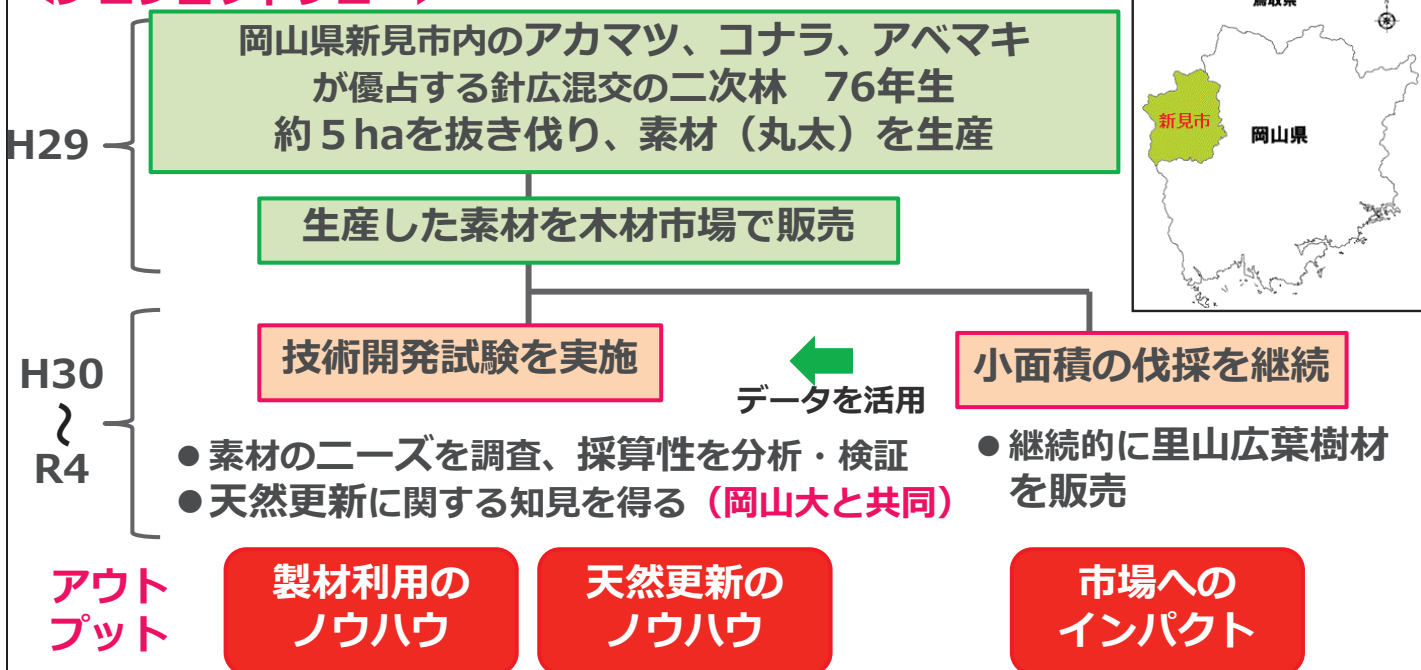 岡山県新見市内のアカマツ、コナラ、アベマキ
が優占する針広混交の二次林 76年生
約５haを抜き伐り、素材（丸太）を生産
H29
生産した素材を木材市場で販売
鳥取県
新見市
岡山県
H30
～
R4
技術開発試験を実施
データを活用
小面積の伐採を継続
●素材のニーズを調査、採算性を分析・検証
●天然更新に関する知見を得る（岡山大と共同）
●継続的に里山広葉樹材
を販売
アウト
プット
製材利用の
ノウハウ
天然更新の
ノウハウ
市場への
インパクト